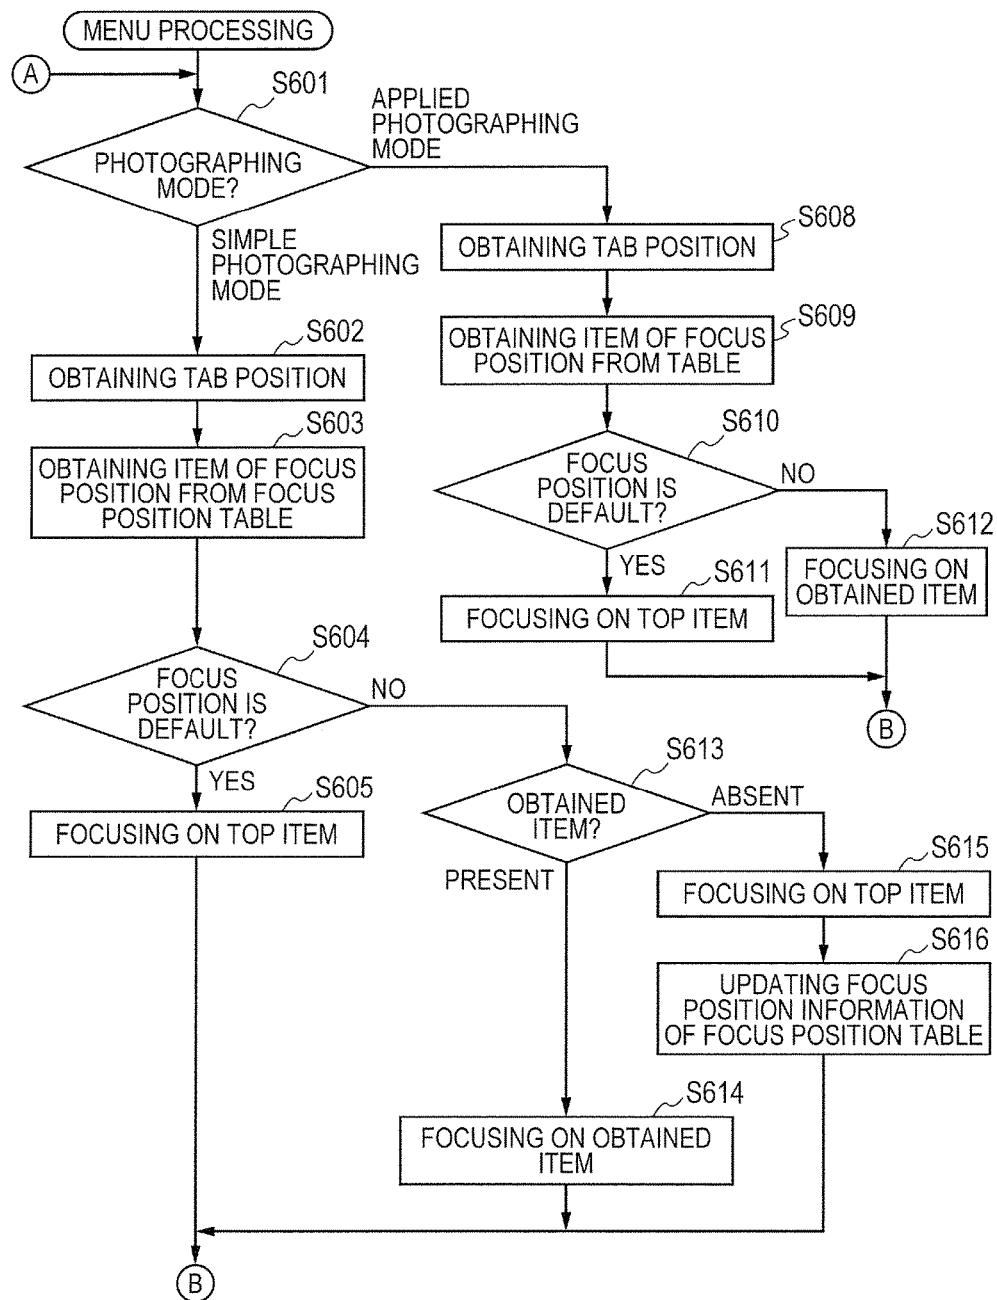 MENU PROCESSING
A
S601
PHOTOGRAPHING
MODE?
APPLIED
PHOTOGRAPHING
MODE
SIMPLE
PHOTOGRAPHING
MODE
S608
OBTAINING TAB POSITION
S609
OBTAINING ITEM OF FOCUS
POSITION FROM TABLE
S602
OBTAINING TAB POSITION
S603
OBTAINING ITEM OF FOCUS
POSITION FROM FOCUS
POSITION TABLE
S610
FOCUS
POSITION IS
DEFAULT?
NO
YES
S612
FOCUSING ON
OBTAINED ITEM
S611
FOCUSING ON TOP ITEM
B
S604
FOCUS
POSITION IS
DEFAULT?
NO
YES
S605
FOCUSING ON TOP ITEM
S613
OBTAINED
ITEM?
ABSENT
PRESENT
S615
FOCUSING ON TOP ITEM
S616
UPDATING FOCUS
POSITION INFORMATION
OF FOCUS POSITION TABLE
S614
FOCUSING ON OBTAINED
ITEM
B